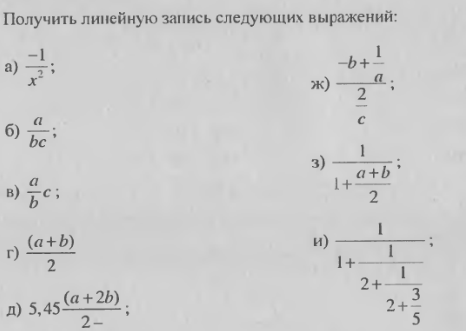 Получить линейную запись следующих выражений:
а) \frac{-1}{x^2};
б) \frac{a}{bc};
в) \frac{a}{b}c;
г) \frac{(a+b)}{2}
д) 5,45\frac{(a+2b)}{2-};
ж) \frac{-b+\frac{1}{a}}{\frac{2}{c}};
з) \frac{1}{1+\frac{a+b}{2}};
и) \frac{1}{1+\frac{1}{2+\frac{1}{2+\frac{3}{5}}}};